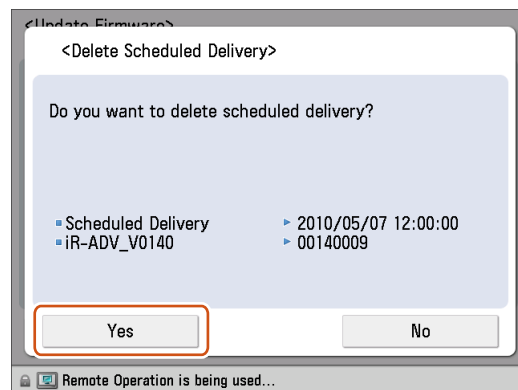 <Update Firmware>
<Delete Scheduled Delivery>
Do you want to delete scheduled delivery?
Scheduled Delivery 2010/05/07 12:00:00
iR-ADV_V0140 00140009
Yes No
Remote Operation is being used...